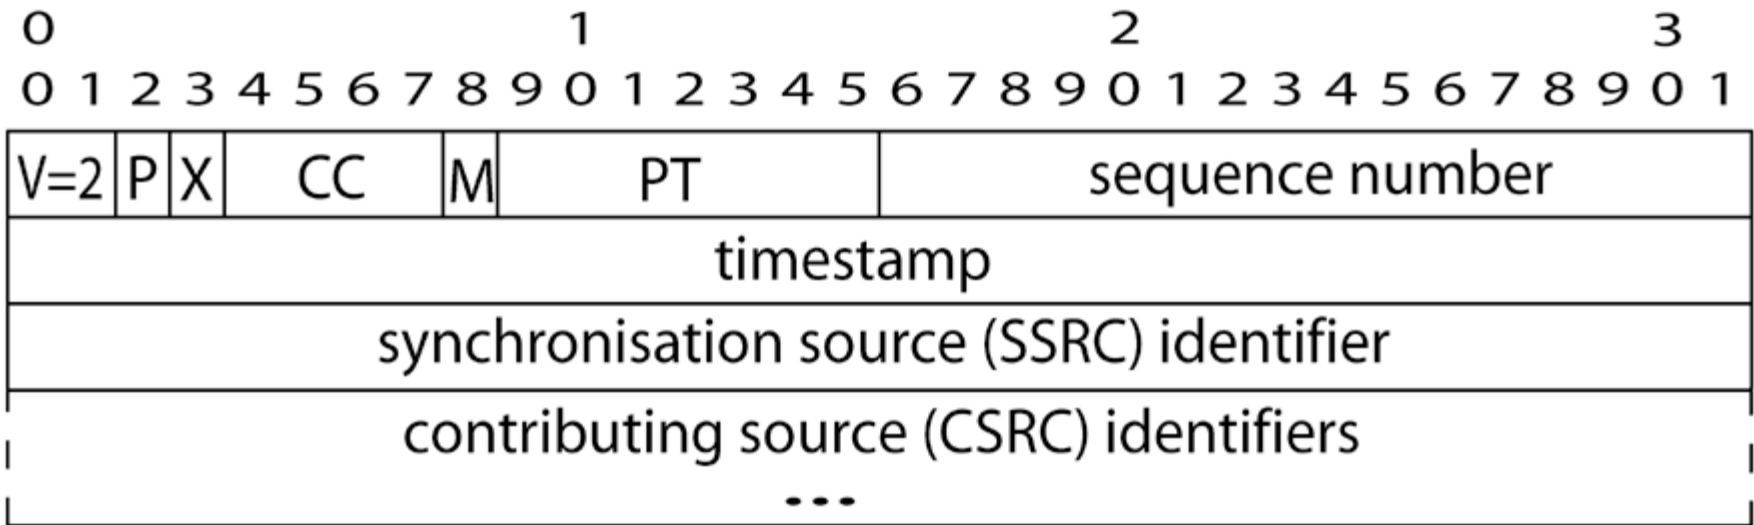 0 1 2 3
0 1 2 3 4 5 6 7 8 9 0 1 2 3 4 5 6 7 8 9 0 1 2 3 4 5 6 7 8 9 0 1
V=2 P X CC M PT sequence number
timestamp
synchronisation source (SSRC) identifier
contributing source (CSRC) identifiers
...